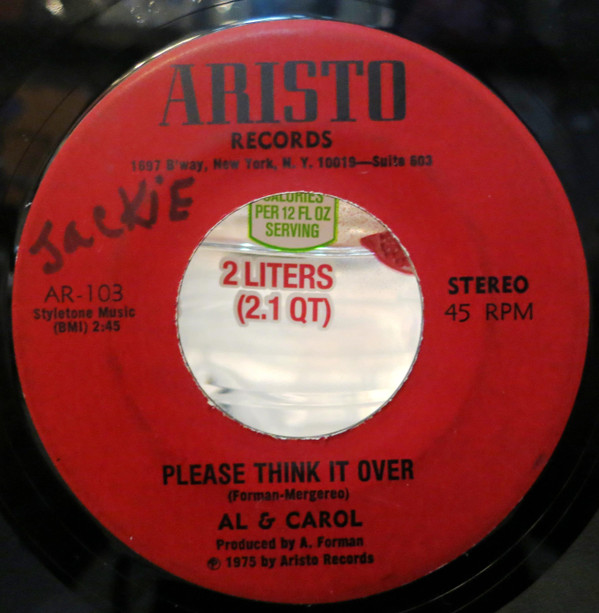 ARISTO
RECORDS
1697 B'way, New York, N. Y. 10019—Suite 603
JACKIE
CALORIES
PER 12 FL OZ
SERVING
2 LITERS
(2.1 QT)
AR-103
Styletone Music
(BMI) 2:45
STEREO
45 RPM
PLEASE THINK IT OVER
(Forman-Mergereo)
AL & CAROL
Produced by A. Forman
℗ 1975 by Aristo Records